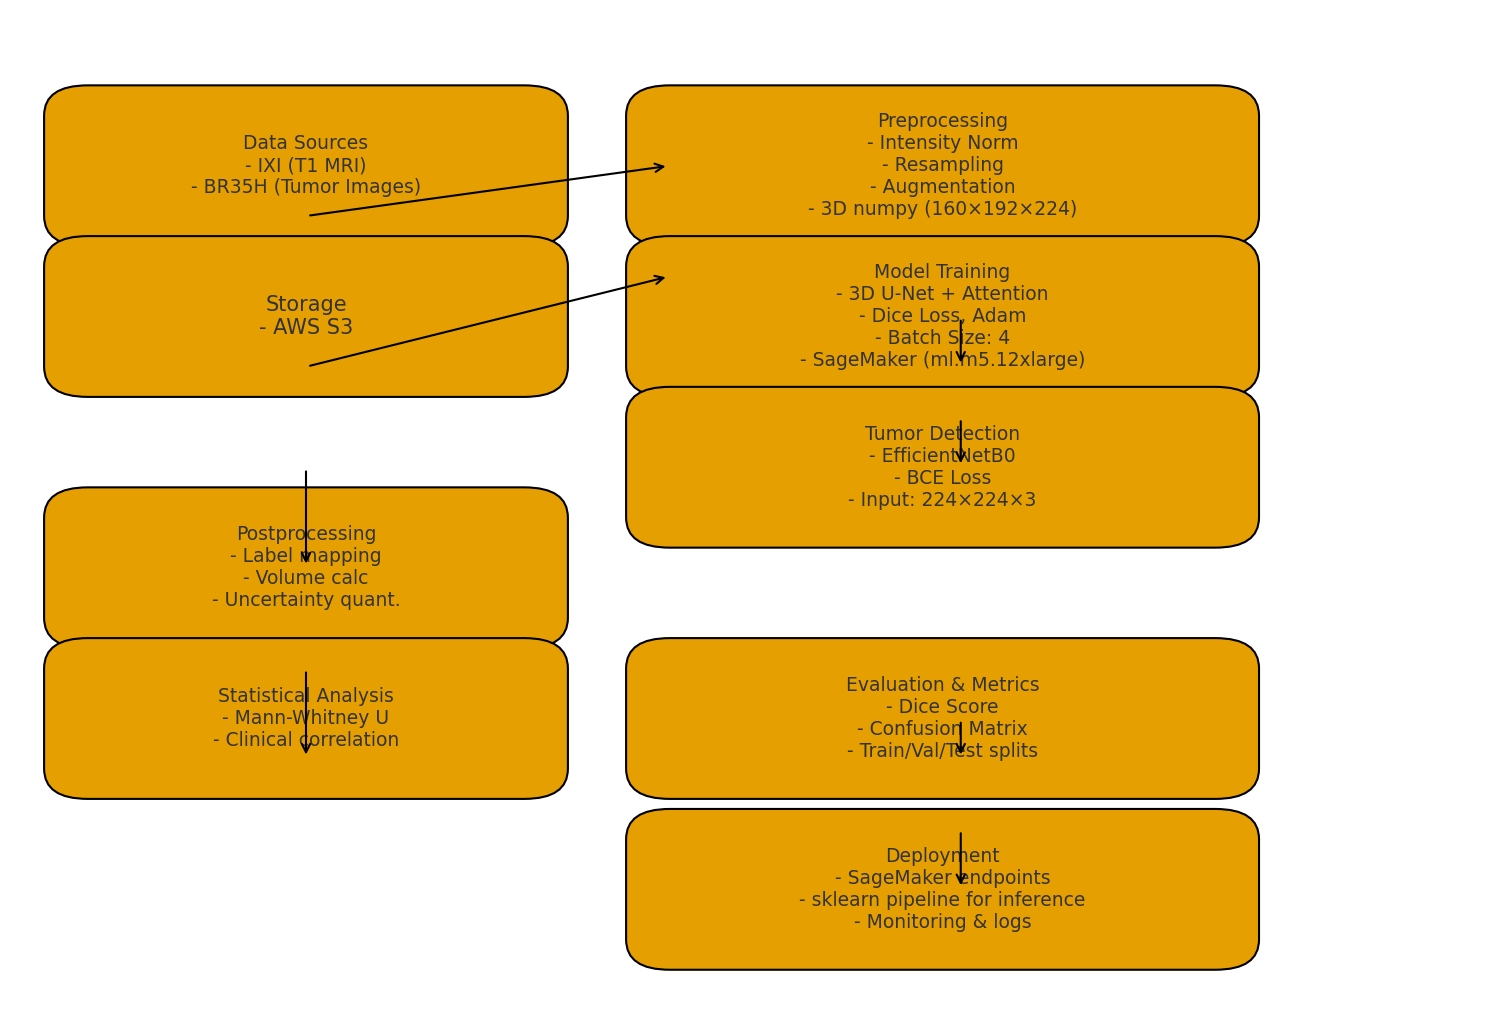 Data Sources
- IXI (T1 MRI)
- BR35H (Tumor Images)
Preprocessing
- Intensity Norm
- Resampling
- Augmentation
- 3D numpy (160×192×224)
Storage
- AWS S3
Model Training
- 3D U-Net + Attention
- Dice Loss, Adam
- Batch Size: 4
- SageMaker (ml.m5.12xlarge)
Tumor Detection
- EfficientNetB0
- BCE Loss
- Input: 224×224×3
Postprocessing
- Label mapping
- Volume calc
- Uncertainty quant.
Statistical Analysis
- Mann-Whitney U
- Clinical correlation
Evaluation & Metrics
- Dice Score
- Confusion Matrix
- Train/Val/Test splits
Deployment
- SageMaker endpoints
- sklearn pipeline for inference
- Monitoring & logs